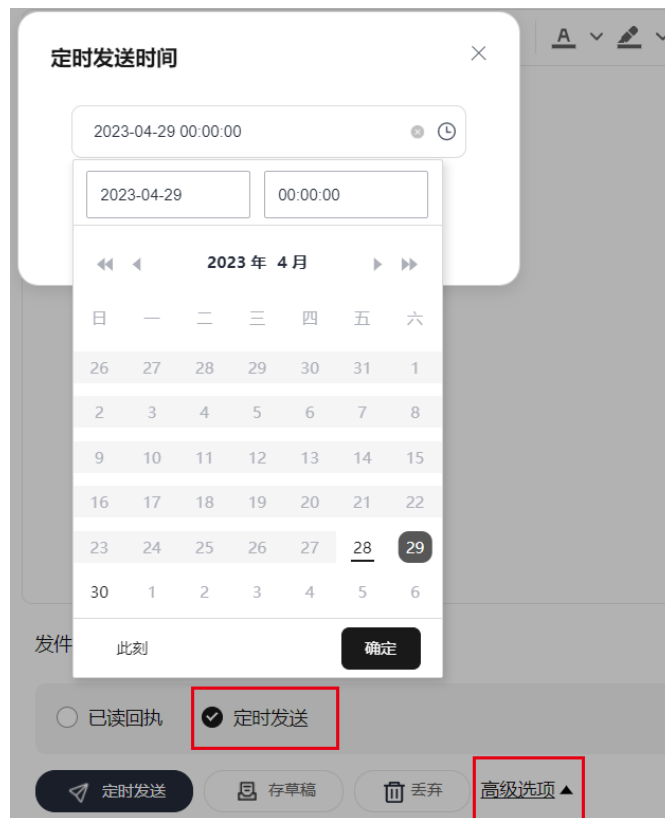 定时发送时间
A
2023-04-29 00:00:00
2023-04-29 00:00:00
2023 年 4 月
日 一 二 三 四 五 六
26 27 28 29 30 31 1
2 3 4 5 6 7 8
9 10 11 12 13 14 15
16 17 18 19 20 21 22
23 24 25 26 27 28 29
30 1 2 3 4 5 6
发件
此刻 确定
已读回执 定时发送
定时发送 存草稿 丢弃 高级选项